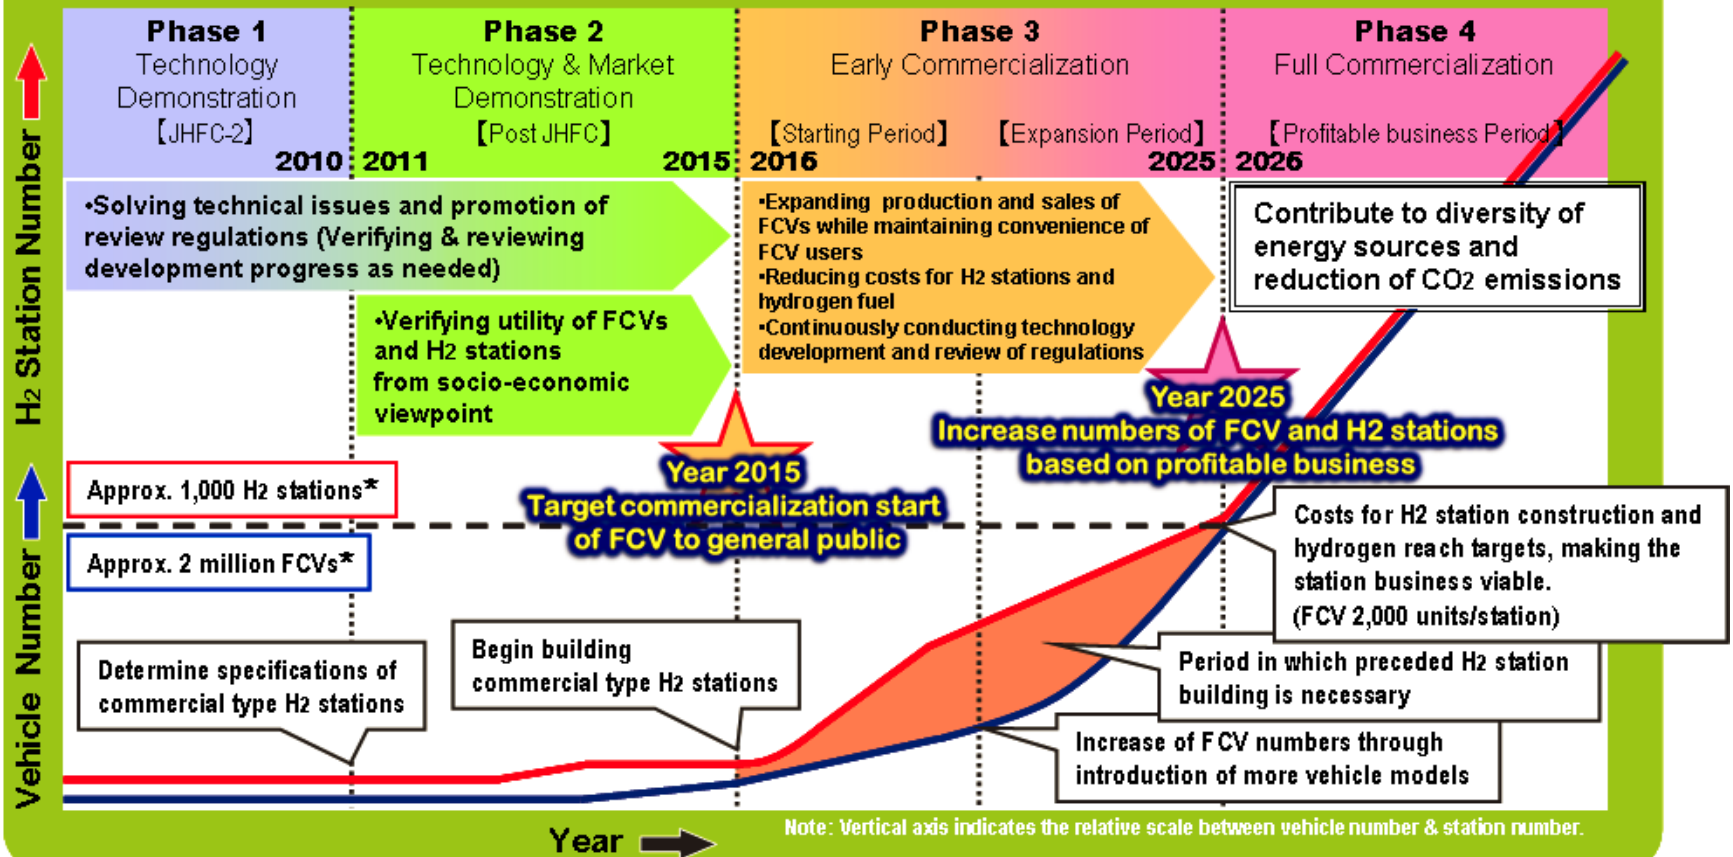 Phase 1
Technology
Demonstration
【JHFC-2】
2010
Phase 2
Technology & Market
Demonstration
【Post JHFC】
2011
2015
Phase 3
Early Commercialization
【Starting Period】
【Expansion Period】
2016
2025
Phase 4
Full Commercialization
【Profitable business Period】
2026
H2 Station Number
Vehicle Number
•Solving technical issues and promotion of
review regulations (Verifying & reviewing
development progress as needed)
•Verifying utility of FCVs
and H2 stations
from socio-economic
viewpoint
•Expanding production and sales of
FCVs while maintaining convenience of
FCV users
•Reducing costs for H2 stations and
hydrogen fuel
•Continuously conducting technology
development and review of regulations
Contribute to diversity of
energy sources and
reduction of CO2 emissions
Year 2025
Increase numbers of FCV and H2 stations
based on profitable business
Year 2015
Target commercialization start
of FCV to general public
Approx. 1,000 H2 stations*
Approx. 2 million FCVs*
Costs for H2 station construction and
hydrogen reach targets, making the
station business viable.
(FCV 2,000 units/station)
Determine specifications of
commercial type H2 stations
Begin building
commercial type H2 stations
Period in which preceded H2 station
building is necessary
Increase of FCV numbers through
introduction of more vehicle models
Year
Note: Vertical axis indicates the relative scale between vehicle number & station number.